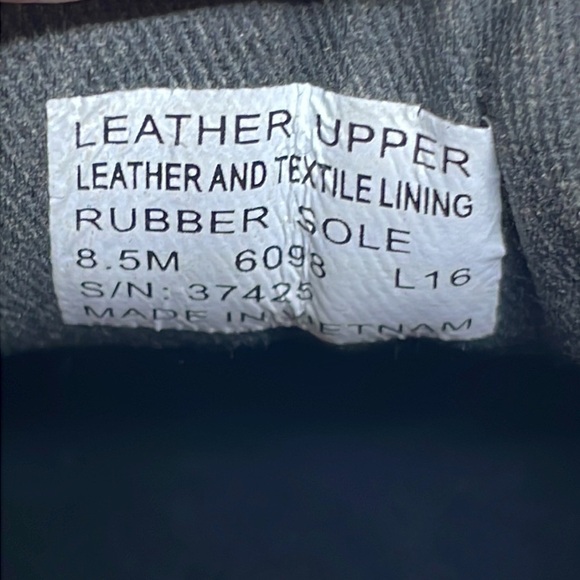 LEATHER UPPER
LEATHER AND TEXTILE LINING
RUBBER SOLE
8.5M 6098 L16
S/N: 37425
MADE IN VIETNAM